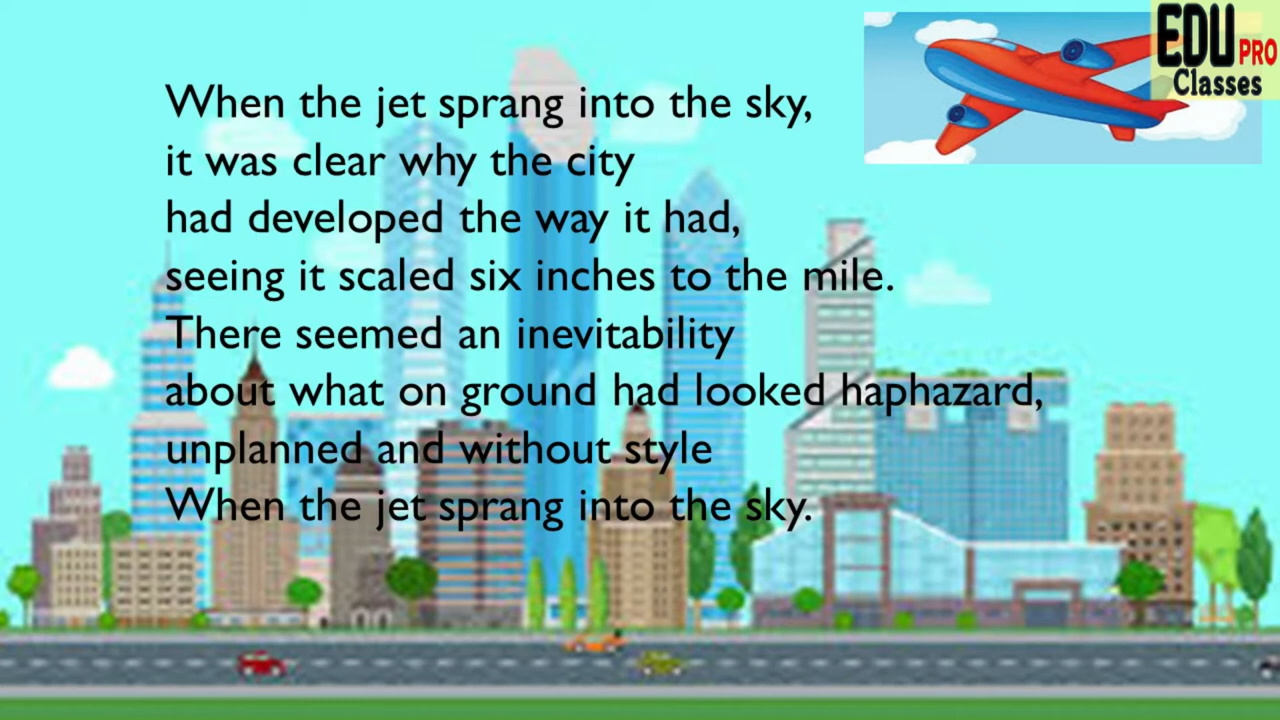 EDU PRO
Classes
When the jet sprang into the sky,
it was clear why the city
had developed the way it had,
seeing it scaled six inches to the mile.
There seemed an inevitability
about what on ground had looked haphazard,
unplanned and without style
When the jet sprang into the sky.